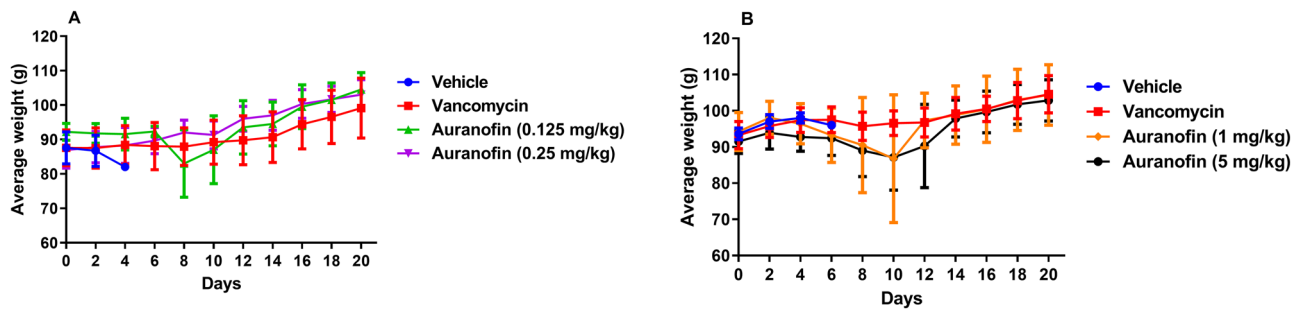 A
Average weight (g)
120
110
100
90
80
70
60
0 2 4 6 8 10 12 14 16 18 20
Days
Vehicle
Vancomycin
Auranofin (0.125 mg/kg)
Auranofin (0.25 mg/kg)
B
Average weight (g)
120
110
100
90
80
70
60
0 2 4 6 8 10 12 14 16 18 20
Days
Vehicle
Vancomycin
Auranofin (1 mg/kg)
Auranofin (5 mg/kg)